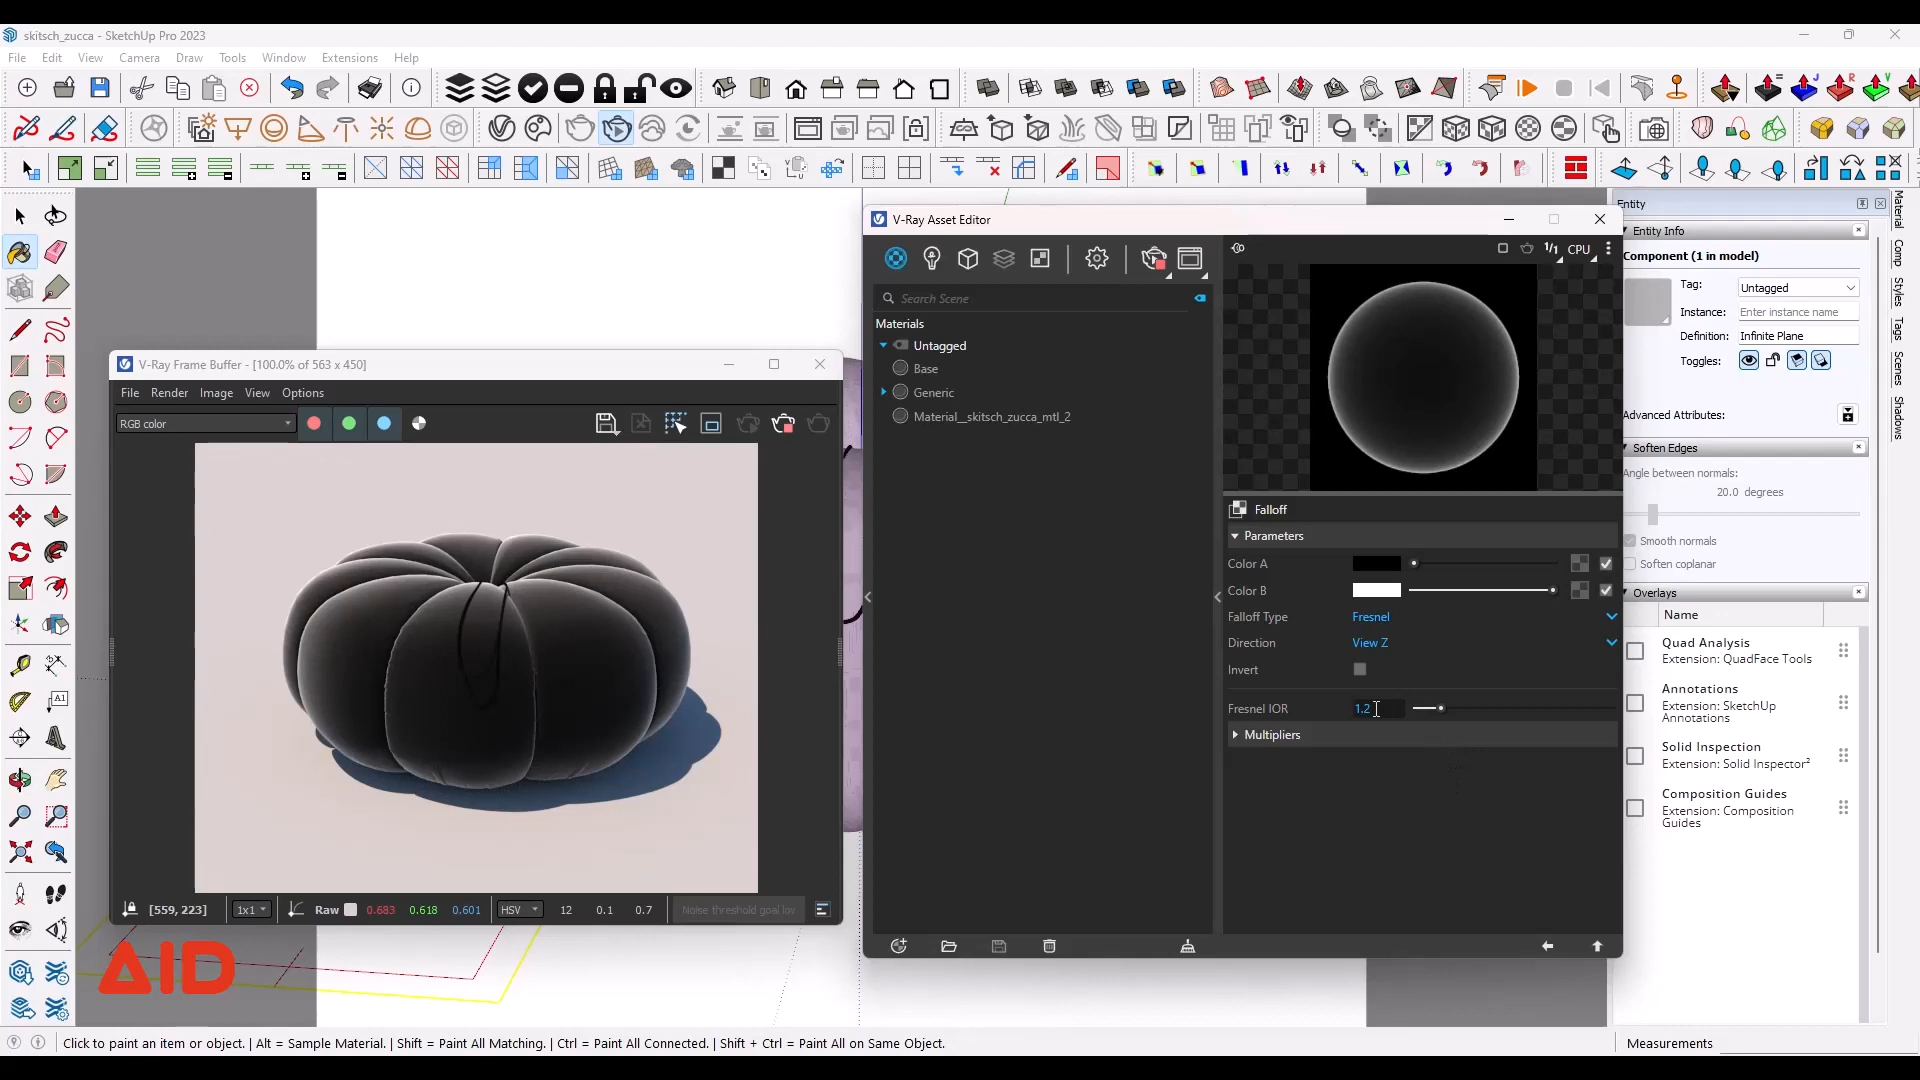 skitsch_zucca - SketchUp Pro 2023
File Edit View Camera Draw Tools Window Extensions Help
V-Ray Frame Buffer - [100.0% of 563 x 450]
File Render Image View Options
RGB color
[559, 223] 1x1 Raw 0.683 0.618 0.601 HSV 12 0.1 0.7 Noise threshold goal lov
AID
V-Ray Asset Editor
Search Scene
Materials
Untagged
Base
Generic
Material__skitsch_zucca_mtl_2
1/1 CPU
Falloff
Parameters
Color A
Color B
Falloff Type Fresnel
Direction View Z
Invert
Fresnel IOR 1.2
Multipliers
Entity
Entity Info
Component (1 in model)
Tag: Untagged
Instance: Enter instance name
Definition: Infinite Plane
Toggles:
Advanced Attributes:
Soften Edges
Angle between normals:
20.0 degrees
Smooth normals
Soften coplanar
Overlays
Name
Quad Analysis
Extension: QuadFace Tools
Annotations
Extension: SketchUp
Annotations
Solid Inspection
Extension: Solid Inspector²
Composition Guides
Extension: Composition
Guides
Material
Comp
Styles
Tags
Scenes
Shadows
A1
Click to paint an item or object. | Alt = Sample Material. | Shift = Paint All Matching. | Ctrl = Paint All Connected. | Shift + Ctrl = Paint All on Same Object.
Measurements